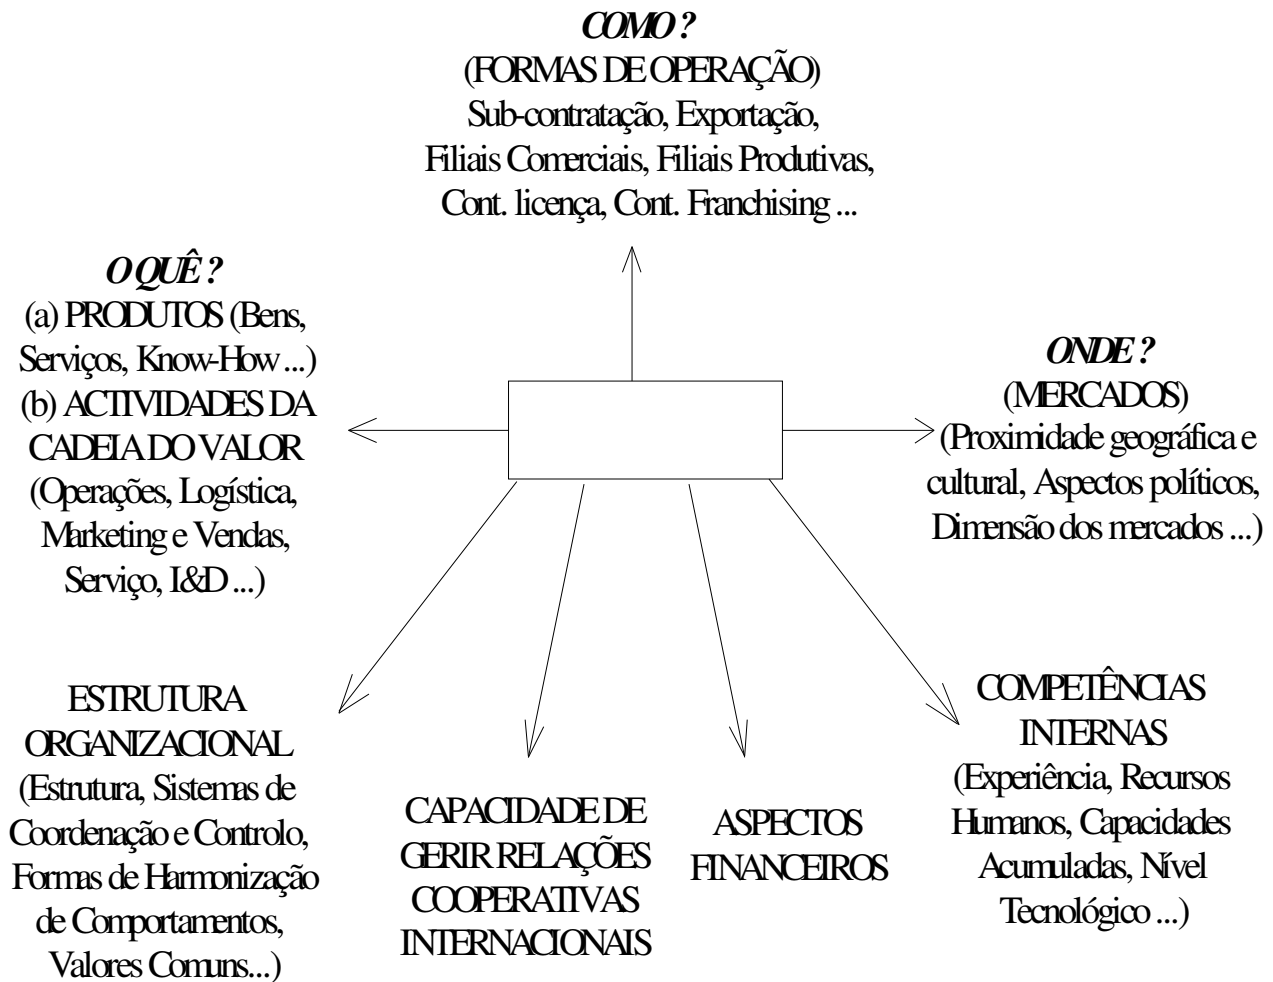 COMO?
(FORMAS DE OPERAÇÃO)
Sub-contratação, Exportação,
Filiais Comerciais, Filiais Produtivas,
Cont. licença, Cont. Franchising ...
O QUÊ?
(a) PRODUTOS (Bens,
Serviços, Know-How ...)
(b) ACTIVIDADES DA
CADEIA DO VALOR
(Operações, Logística,
Marketing e Vendas,
Serviço, I&D ...)
ONDE?
(MERCADOS)
(Proximidade geográfica e
cultural, Aspectos políticos,
Dimensão dos mercados ...)
ESTRUTURA
ORGANIZACIONAL
(Estrutura, Sistemas de
Coordenação e Controlo,
Formas de Harmonização
de Comportamentos,
Valores Comuns...)
CAPACIDADE DE
GERIR RELAÇÕES
COOPERATIVAS
INTERNACIONAIS
ASPECTOS
FINANCEIROS
COMPETÊNCIAS
INTERNAS
(Experiência, Recursos
Humanos, Capacidades
Acumuladas, Nível
Tecnológico ...)